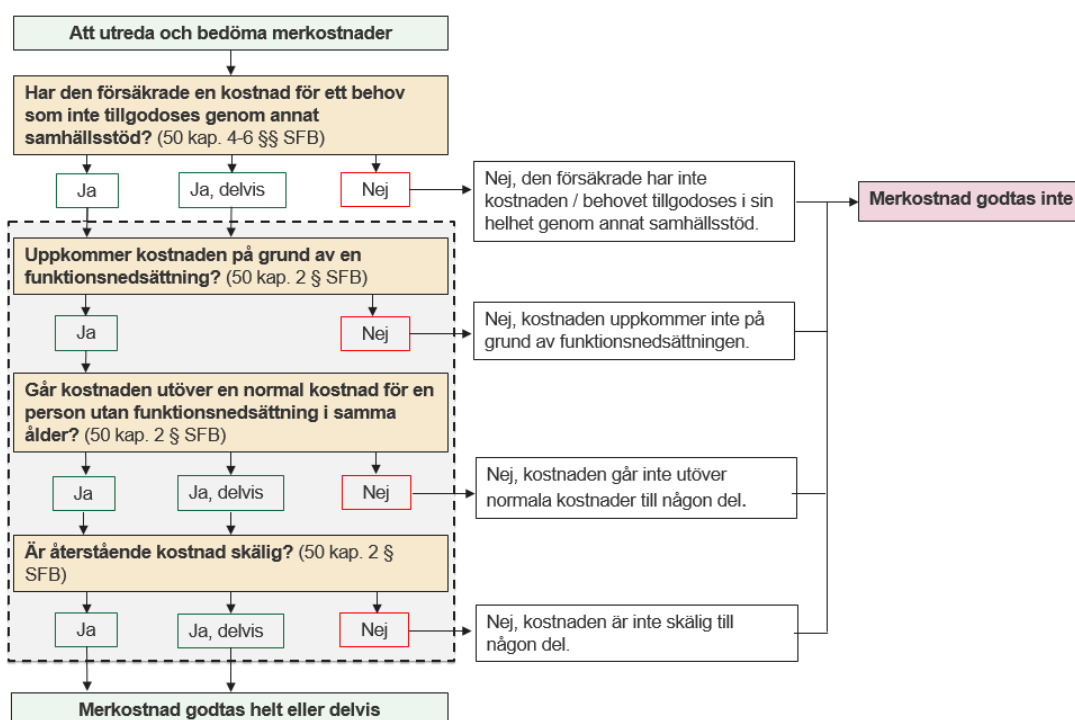 Att utreda och bedöma merkostnader
Har den försäkrade en kostnad för ett behov
som inte tillgodoses genom annat
samhällsstöd? (50 kap. 4-6 §§ SFB)
Ja
Ja, delvis
Nej
Nej, den försäkrade har inte
kostnaden / behovet tillgodoses i sin
helhet genom annat samhällsstöd.
Merkostnad godtas inte
Uppkommer kostnaden på grund av en
funktionsnedsättning? (50 kap. 2 § SFB)
Ja
Nej
Nej, kostnaden uppkommer inte på
grund av funktionsnedsättningen.
Går kostnaden utöver en normal kostnad för en
person utan funktionsnedsättning i samma
ålder? (50 kap. 2 § SFB)
Ja
Ja, delvis
Nej
Nej, kostnaden går inte utöver
normala kostnader till någon del.
Är återstående kostnad skälig? (50 kap. 2 §
SFB)
Ja
Ja, delvis
Nej
Nej, kostnaden är inte skälig till
någon del.
Merkostnad godtas helt eller delvis